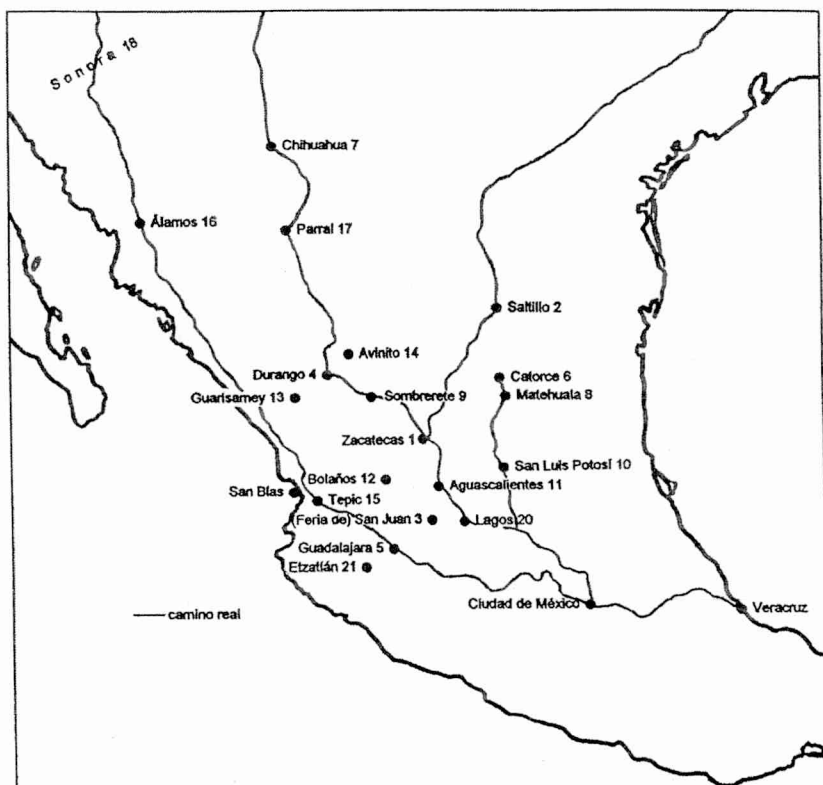 Sonora 18
Chihuahua 7
Álamos 16
Parral 17
Saltillo 2
Avinito 14
Durango 4
Catorce 6
Guarisamey 13
Sombrerete 9
Matehuala 8
Zacatecas 1
San Luis Potosí 10
Bolaños 12
Aguascalientes 11
San Blas
Tepic 15
(Feria de) San Juan 3
Lagos 20
Guadalajara 5
Etzatlán 21
Ciudad de México
Veracruz
camino real